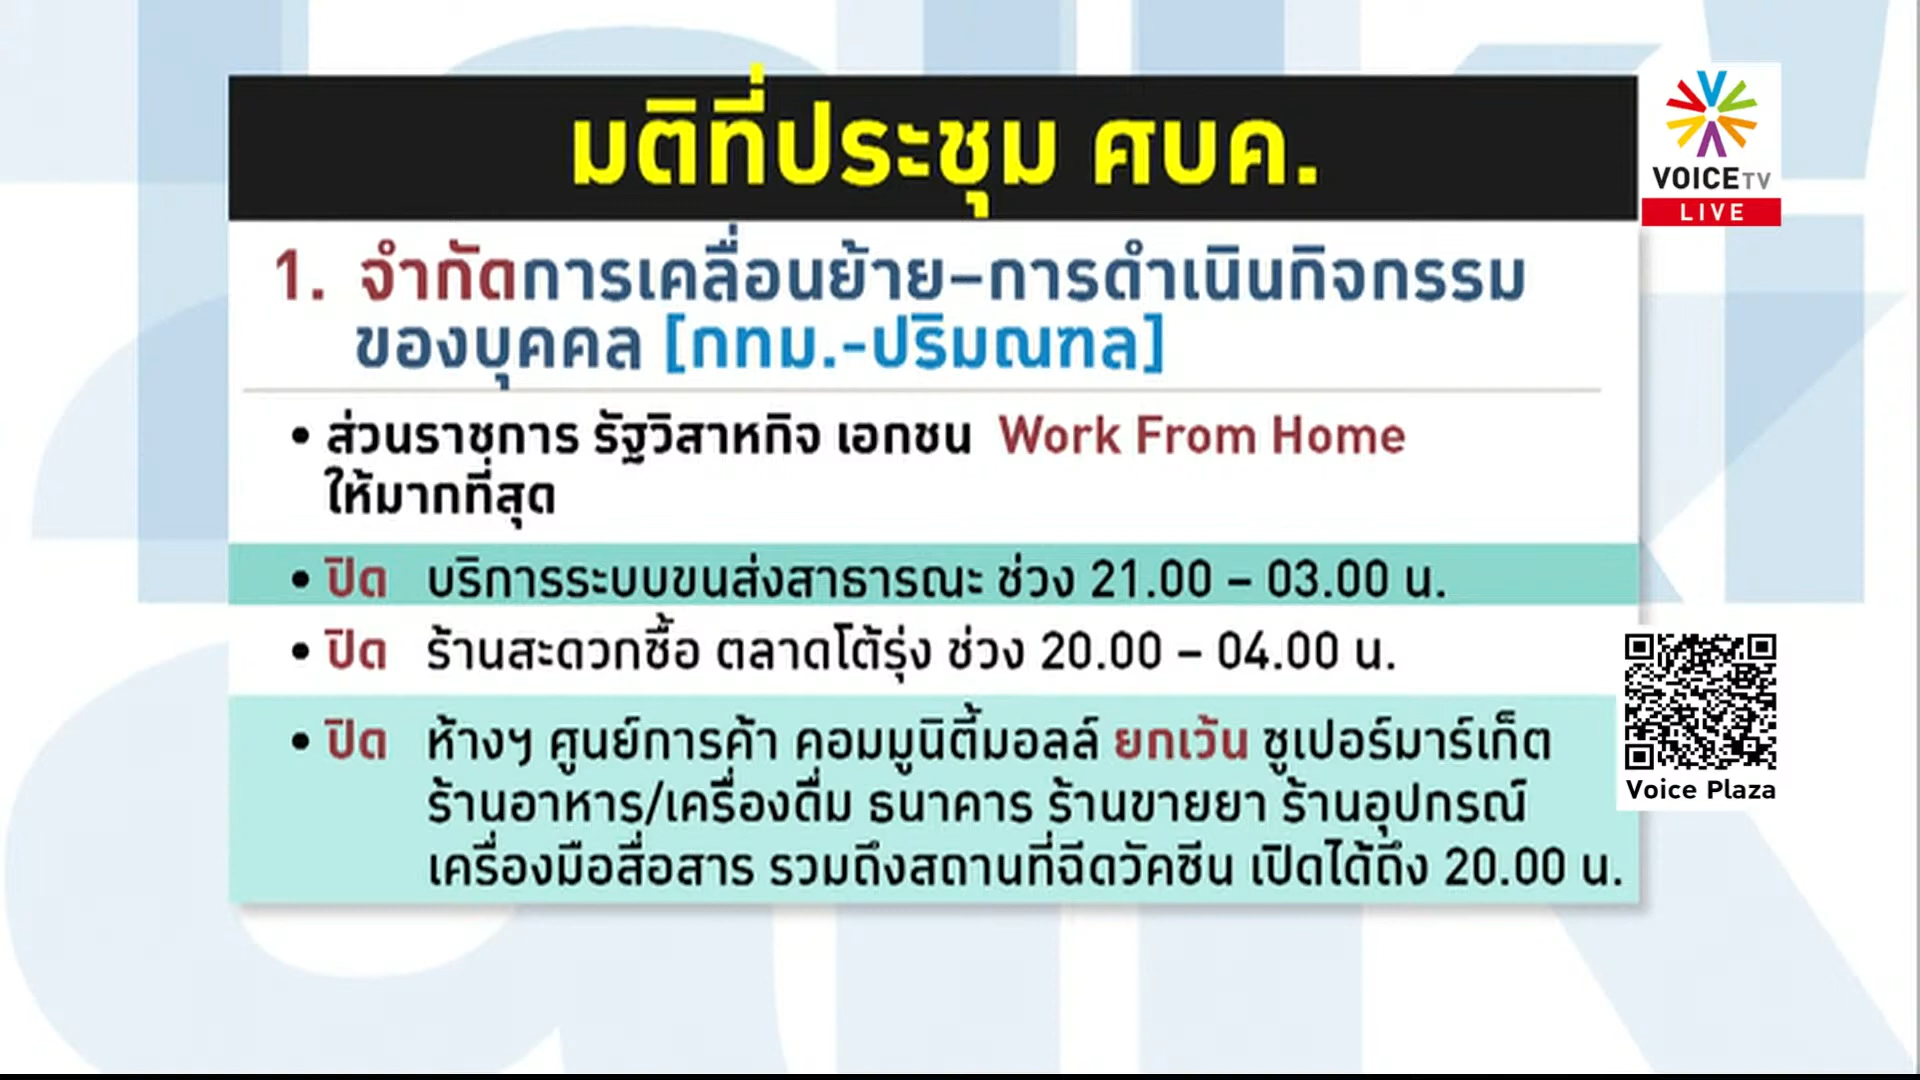 มติที่ประชุม ศบค.
VOICE TV
LIVE
1. จำกัดการเคลื่อนย้าย–การดำเนินกิจกรรม
ของบุคคล [กทม.-ปริมณฑล]
• ส่วนราชการ รัฐวิสาหกิจ เอกชน Work From Home
ให้มากที่สุด
• ปิด บริการระบบขนส่งสาธารณะ ช่วง 21.00 – 03.00 น.
• ปิด ร้านสะดวกซื้อ ตลาดโต้รุ่ง ช่วง 20.00 – 04.00 น.
• ปิด ห้างฯ ศูนย์การค้า คอมมูนิตี้มอลล์ ยกเว้น ซูเปอร์มาร์เก็ต
ร้านอาหาร/เครื่องดื่ม ธนาคาร ร้านขายยา ร้านอุปกรณ์
เครื่องมือสื่อสาร รวมถึงสถานที่ฉีดวัคซีน เปิดได้ถึง 20.00 น.
Voice Plaza